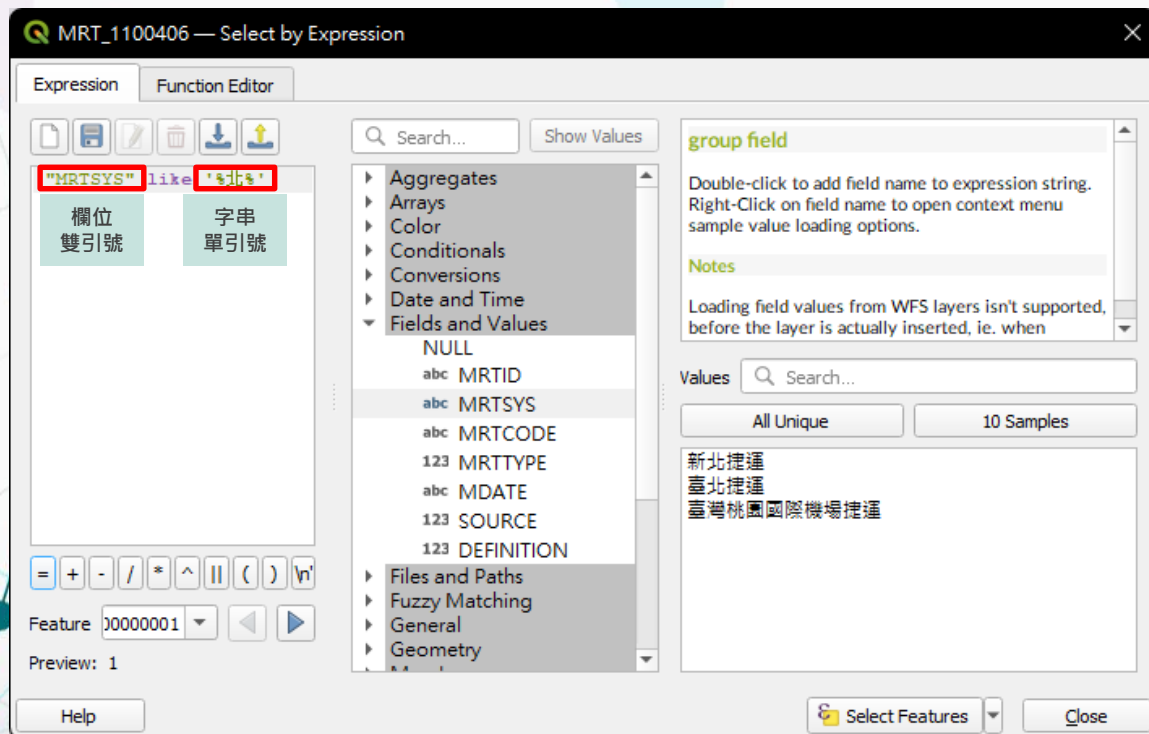 MRT_1100406 — Select by Expression
Expression
Function Editor
"MRTSYS" like '%北%'
欄位
雙引號
字串
單引號
= + - / * ^ || ( ) \n'
Feature 00000001
Preview: 1
Search...
Show Values
Aggregates
Arrays
Color
Conditionals
Conversions
Date and Time
Fields and Values
NULL
abc MRTID
abc MRTSYS
abc MRTCODE
123 MRTTYPE
abc MDATE
123 SOURCE
123 DEFINITION
Files and Paths
Fuzzy Matching
General
Geometry
group field
Double-click to add field name to expression string.
Right-Click on field name to open context menu
sample value loading options.
Notes
Loading field values from WFS layers isn't supported,
before the layer is actually inserted, ie. when
Values
Search...
All Unique
10 Samples
新北捷運
臺北捷運
臺灣桃園國際機場捷運
Help
Select Features
Close